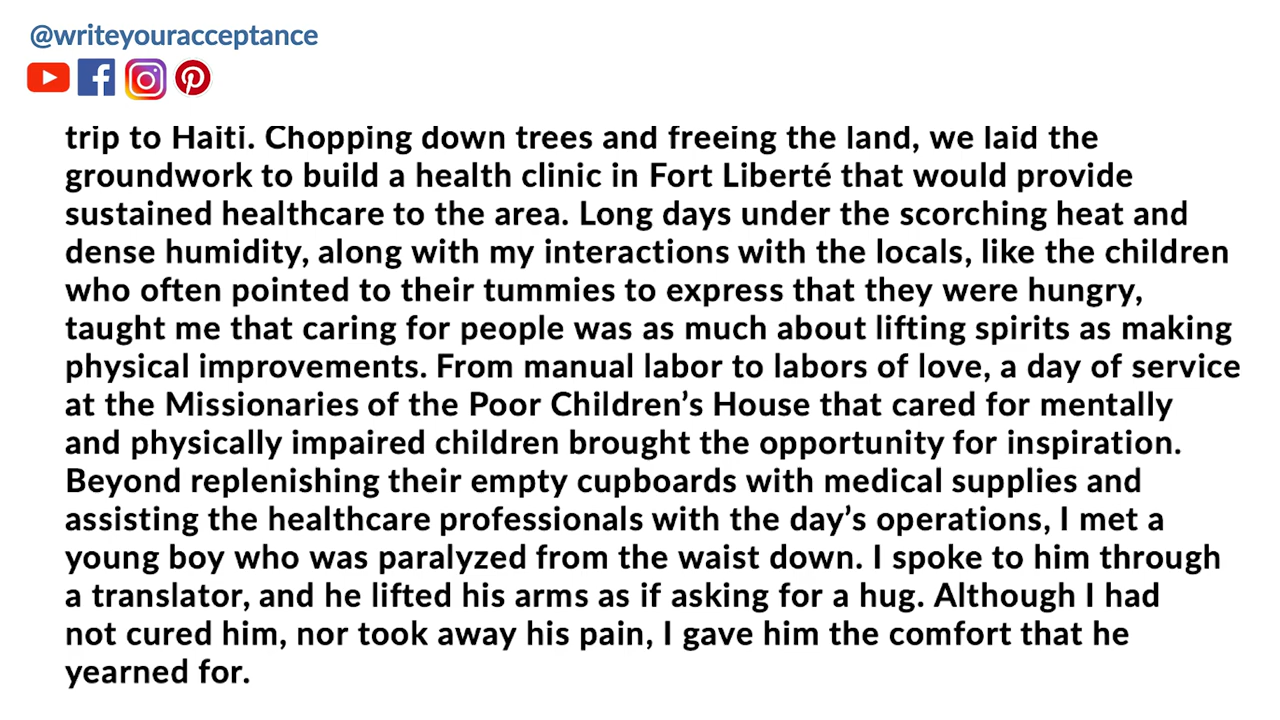 @writeyouracceptance
trip to Haiti. Chopping down trees and freeing the land, we laid the
groundwork to build a health clinic in Fort Liberté that would provide
sustained healthcare to the area. Long days under the scorching heat and
dense humidity, along with my interactions with the locals, like the children
who often pointed to their tummies to express that they were hungry,
taught me that caring for people was as much about lifting spirits as making
physical improvements. From manual labor to labors of love, a day of service
at the Missionaries of the Poor Children’s House that cared for mentally
and physically impaired children brought the opportunity for inspiration.
Beyond replenishing their empty cupboards with medical supplies and
assisting the healthcare professionals with the day’s operations, I met a
young boy who was paralyzed from the waist down. I spoke to him through
a translator, and he lifted his arms as if asking for a hug. Although I had
not cured him, nor took away his pain, I gave him the comfort that he
yearned for.